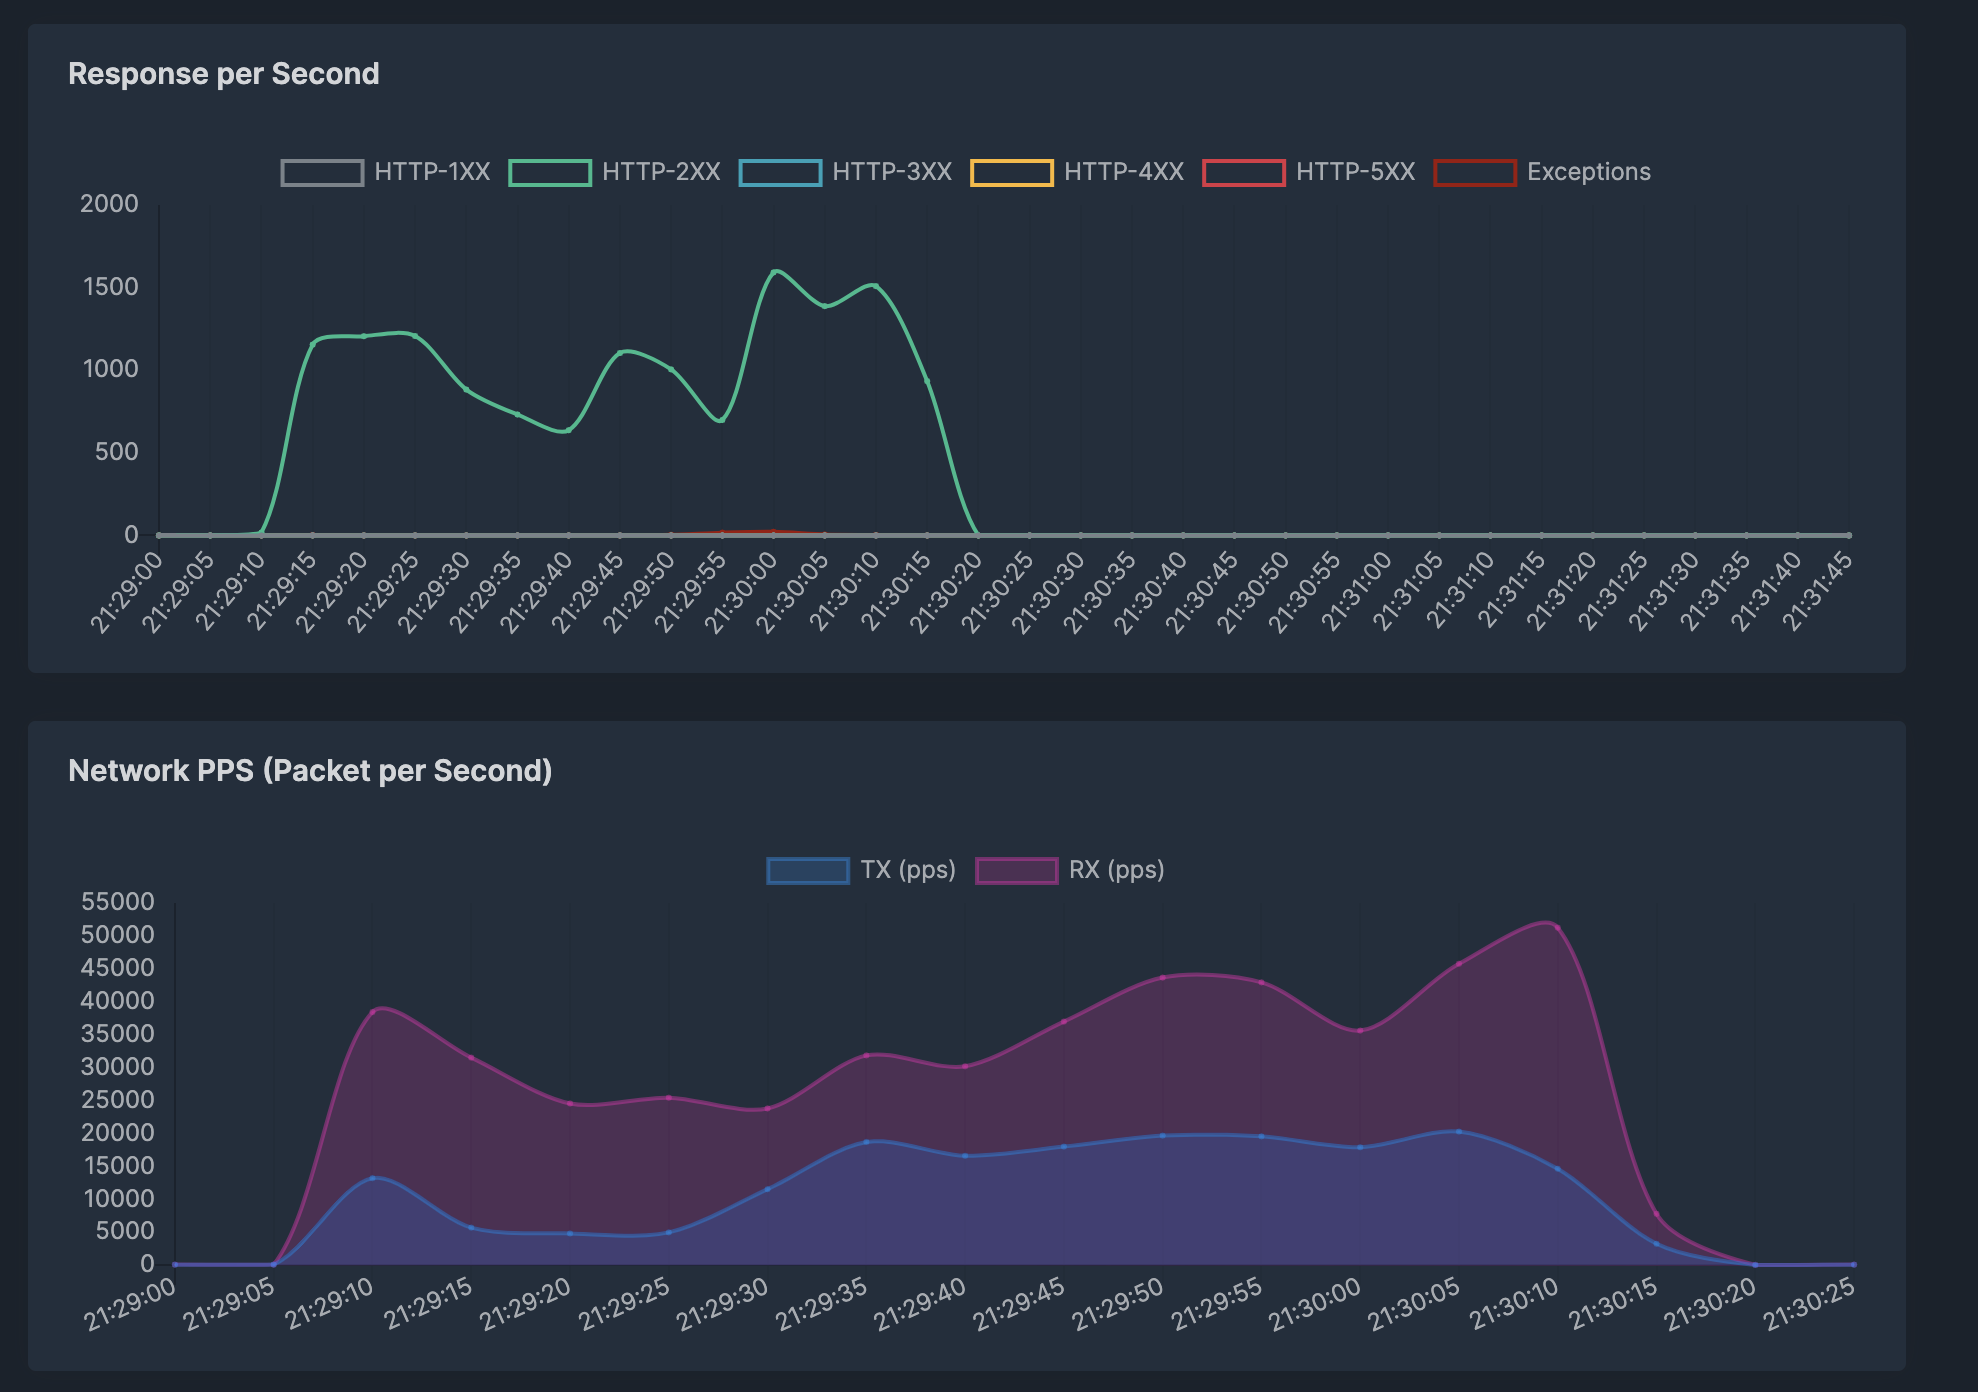 Response per Second
HTTP-1XX HTTP-2XX HTTP-3XX HTTP-4XX HTTP-5XX Exceptions
2000
1500
1000
500
0
21:29:00 21:29:05 21:29:10 21:29:15 21:29:20 21:29:25 21:29:30 21:29:35 21:29:40 21:29:45 21:29:50 21:29:55 21:30:00 21:30:05 21:30:10 21:30:15 21:30:20 21:30:25 21:30:30 21:30:35 21:30:40 21:30:45 21:30:50 21:30:55 21:31:00 21:31:05 21:31:10 21:31:15 21:31:20 21:31:25 21:31:30 21:31:35 21:31:40 21:31:45
Network PPS (Packet per Second)
TX (pps) RX (pps)
55000
50000
45000
40000
35000
30000
25000
20000
15000
10000
5000
0
21:29:00 21:29:05 21:29:10 21:29:15 21:29:20 21:29:25 21:29:30 21:29:35 21:29:40 21:29:45 21:29:50 21:29:55 21:30:00 21:30:05 21:30:10 21:30:15 21:30:20 21:30:25